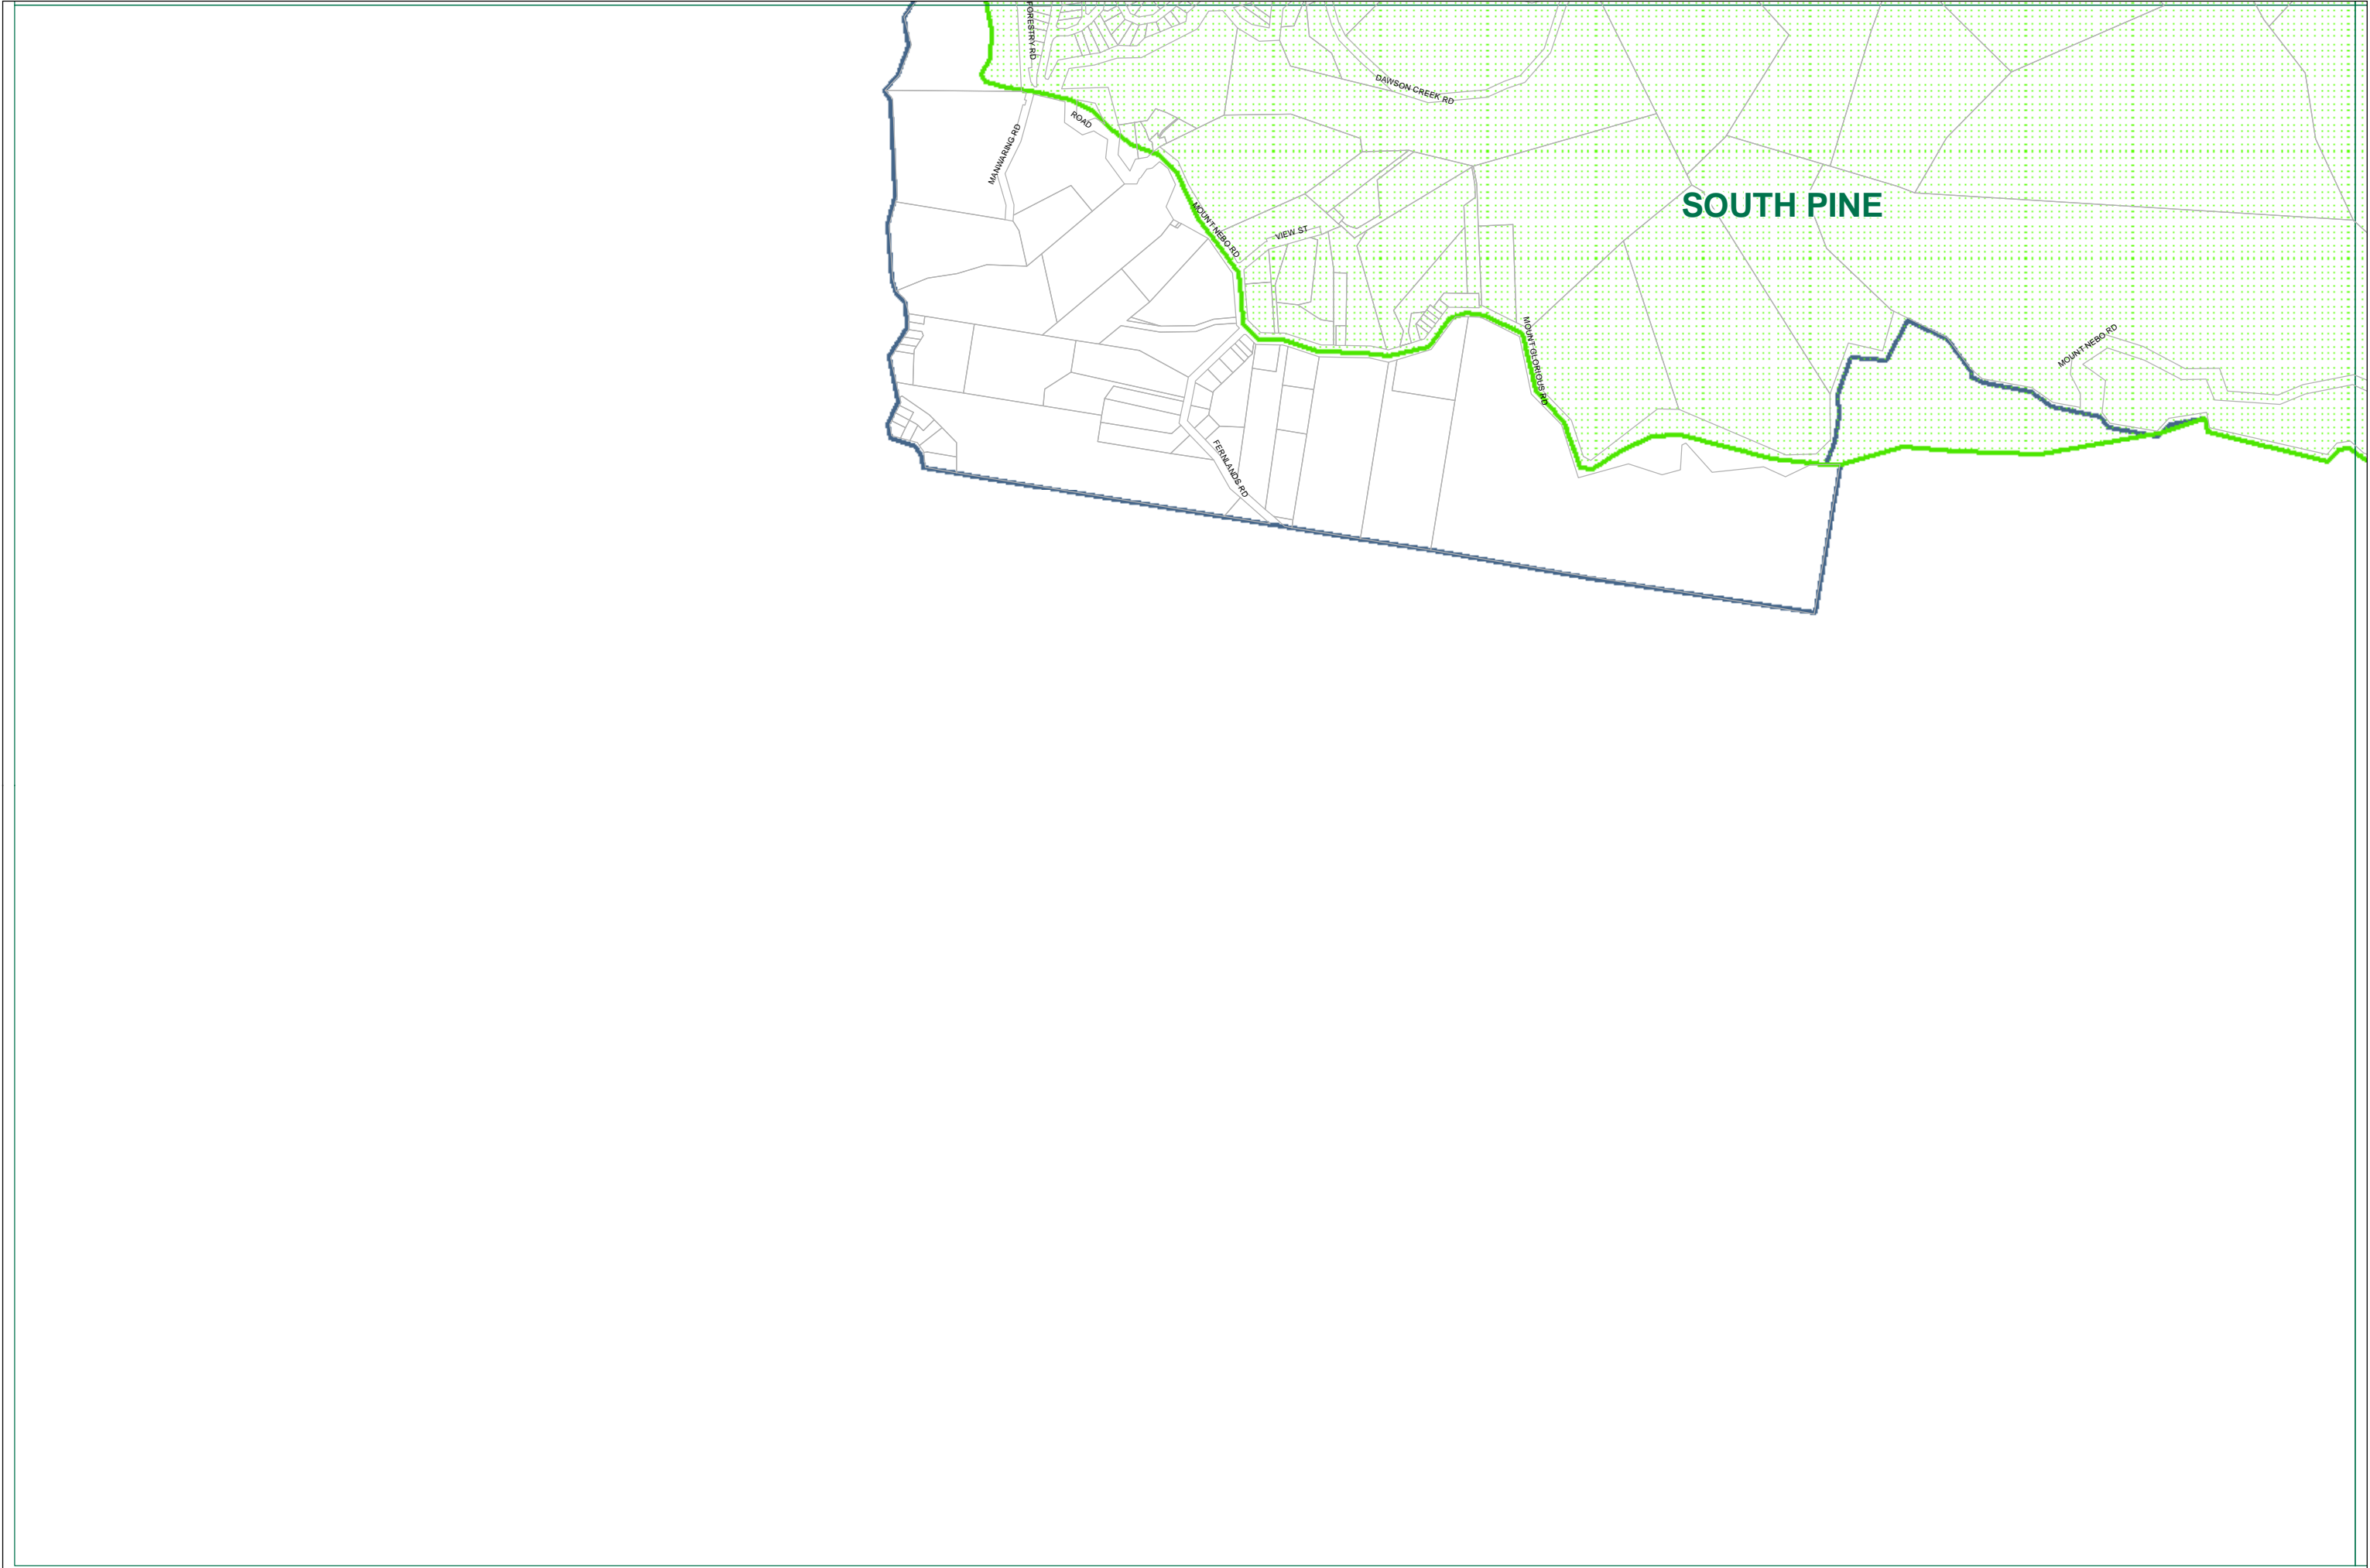 FORESTRY RD
DAWSON CREEK RD
ROAD
MANWARING RD
SOUTH PINE
MOUNT NEBO RD
VIEW ST
MOUNT GLORIOUS RD
MOUNT NEBO RD
FERNLANDS RD